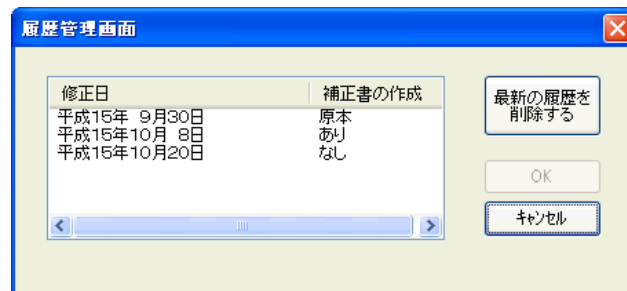 履歴管理画面
修正日 補正書の作成
平成15年 9月30日 原本
平成15年10月 8日 あり
平成15年10月20日 なし
最新の履歴を
削除する
OK
キャンセル